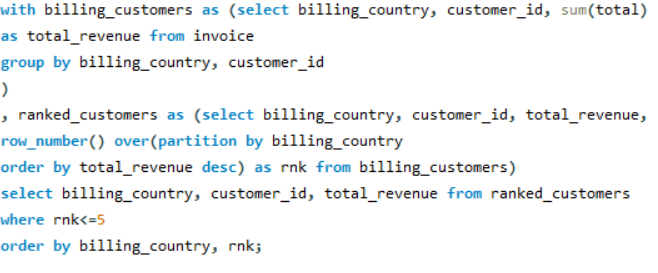 with billing_customers as (select billing_country, customer_id, sum(total)
as total_revenue from invoice
group by billing_country, customer_id
)
, ranked_customers as (select billing_country, customer_id, total_revenue,
row_number() over(partition by billing_country
order by total_revenue desc) as rnk from billing_customers)
select billing_country, customer_id, total_revenue from ranked_customers
where rnk<=5
order by billing_country, rnk;